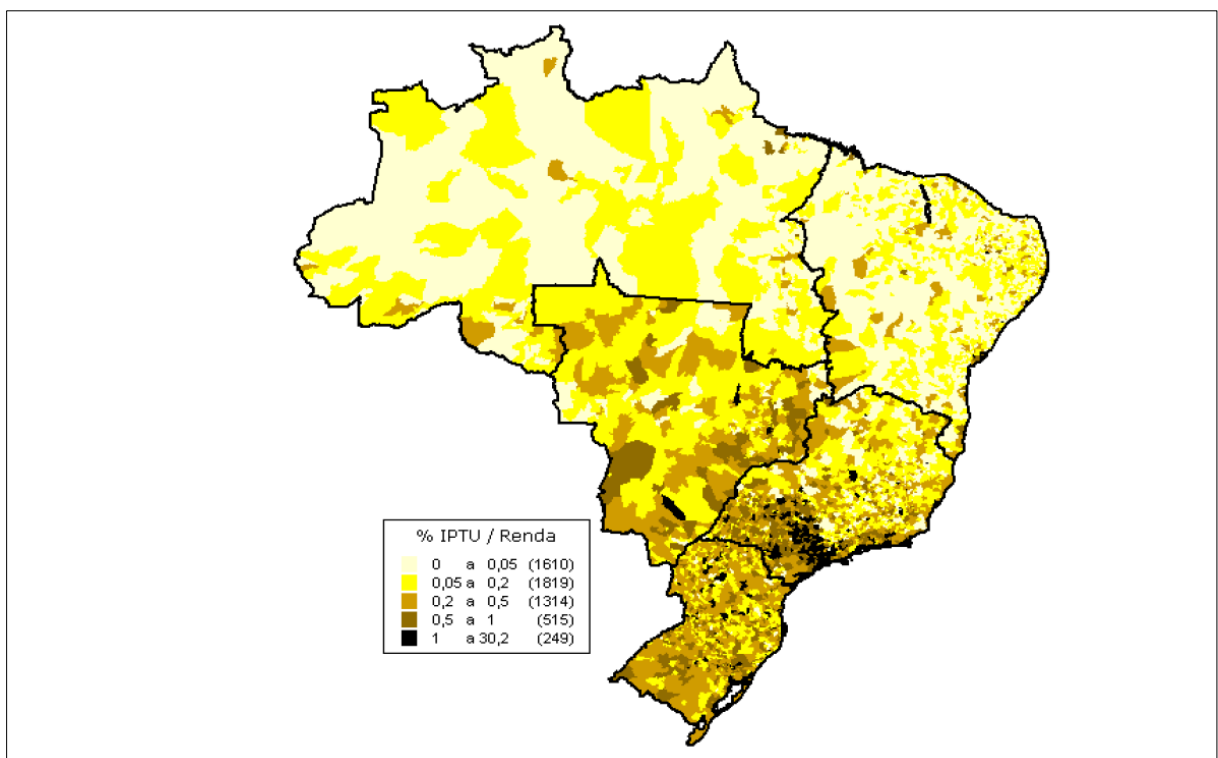 % IPTU / Renda
0 a 0,05 (1610)
0,05 a 0,2 (1819)
0,2 a 0,5 (1314)
0,5 a 1 (515)
1 a 30,2 (249)